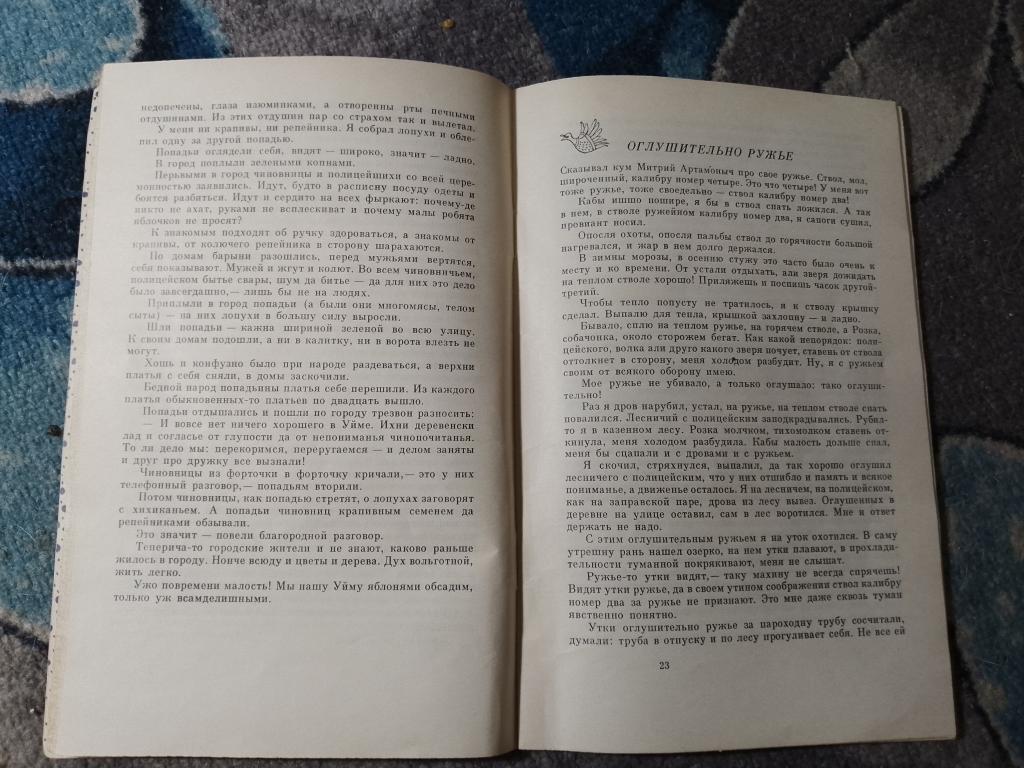 недопечены, глаза изюминками, а отворенны рты печными
отдушинами. Из этих отдушин пар со страхом так и вылетал.
У меня ни крапивы, ни репейника. Я собрал лопухи и обле-
пил одну за другой попадью.
Попадьи оглядели себя, видят — широко, значит — ладно,
В город поплыли зелеными копнами.
Перьвыми в город чиновницы и полицейшихи со всей цере-
моностью заявились. Идут, будто в расписну посуду одеты и
боятся разбиться. Идут и сердито на всех фыркают: почему-де
никто не ахат, руками не всплескиват и почему малы робята
яблочков не просят?
К знакомым подходят об ручку здороваться, а знакомы от
крапивы, от колючего репейника в сторону шарахаются.
По домам барыни разошлись, перед мужьями вертятся,
себя показывают. Мужей и жгут и колют. Во всем чиновничьем,
полицейском бытье свары, шум да битье — да для них это дело
было завсегдашно,— лишь бы не на людях.
Приплыли в город попадьи (а были они многомясы, телом
сыты) — на них лопухи в большу силу выросли.
Шли попадьи — кажна шириной зеленой во всю улицу.
К своим домам подошли, а ни в калитку, ни в ворота влезть не
могут.
Хошь и конфузно было при народе раздеваться, а верхни
платья с себя сняли, в домы заскочили.
Бедной народ попадьины платья себе перешили. Из каждого
платья обыкновенных-то платьев по двадцать вышло.
Попадьи отдышались и пошли по городу трезвон разносить:
— И вовсе нет ничего хорошего в Уйме. Ихни деревенски
лад и согласье от глупости да от непониманья чинопочитанья.
То ли дело мы: перекоримся, переругаемся — и делом заняты
и друг про дружку все вызнали!
Чиновницы из форточки в форточку кричали,— это у них
телефонный разговор,— попадьям вторили.
Потом чиновницы, как попадью стретят, о лопухах заговорят
с хихиканьем. А попадьи чиновниц крапивным семенем да
репейниками обзывали.
Это значит — повели благородной разговор.
Теперича-то городские жители и не знают, каково раньше
жилось в городу. Нонче всюду и цветы и дерева. Дух вольготной,
жить легко.
Ужо повремени малость! Мы нашу Уйму яблонями обсадим,
только уж всамделишными.
ОГЛУШИТЕЛЬНО РУЖЬЕ
Сказывал кум Митрий Артамоныч про свое ружье. Ствол, мол,
широченный, калибру номер четыре. Это что четыре! У меня вот
тоже ружье, тоже своедельно — ствол калибру номер два!
Кабы ишшо пошире, я бы в ствол спать ложился. А так
в нем, в стволе ружейном калибру номер два, я сапоги сушил,
провиант носил.
Опосля охоты, опосля пальбы ствол до горячности большой
нагревался, и жар в нем долго держался.
В зимны морозы, в осенню стужу это часто было очень к
месту и ко времени. От устали отдыхать, али зверя дожидать
на теплом стволе хорошо! Приляжешь и поспишь часок другой-
третий.
Чтобы тепло попусту не тратилось, я к стволу крышку
сделал. Выпалю для тепла, крышкой захлопну — и ладно.
Бывало, сплю на теплом ружье, на горячем стволе, а Розка,
собачонка, около сторожем бегат. Как какой непорядок: поли-
цейского, волка али друго какого зверя почует, ставень от ствола
оттолкнет в сторону, меня холодом разбудит. Ну, я с ружьем
своим от всякого оборону имею.
Мое ружье не убивало, а только оглушало: тако оглуши-
тельно!
Раз я дров нарубил, устал, на ружье, на теплом стволе спать
повалился. Лесничий с полицейским заподкрадывались. Рубил-
то я в казенном лесу. Розка молчком, тихомолком ставень от-
кинула, меня холодом разбудила. Кабы малость дольше спал,
меня бы сцапали и с дровами и с ружьем.
Я скочил, стряхнулся, выпалил, да так хорошо оглушил
лесничего с полицейским, что у них отшибло и память и всякое
пониманье, а движенье осталось. Я на лесничем, на полицейском,
как на заправской паре, дрова из лесу вывез. Оглушенных в
деревне на улице оставил, сам в лес воротился. Мне и ответ
держать не надо.
С этим оглушительным ружьем я на уток охотился. В саму
утрешну рань нашел озерко, на нем утки плавают, в прохлади-
тельности туманной покрякивают, меня не слышат.
Ружье-то утки видят,— таку махину не всегда спрячешь!
Видят утки ружье, да в своем утином соображении ствол калибру
номер два за ружье не признают. Это мне даже сквозь туман
явственно понятно.
Утки оглушительно ружье за пароходну трубу сосчитали,
думали: труба в отпуску и по лесу прогуливат себя. Не все ей
23